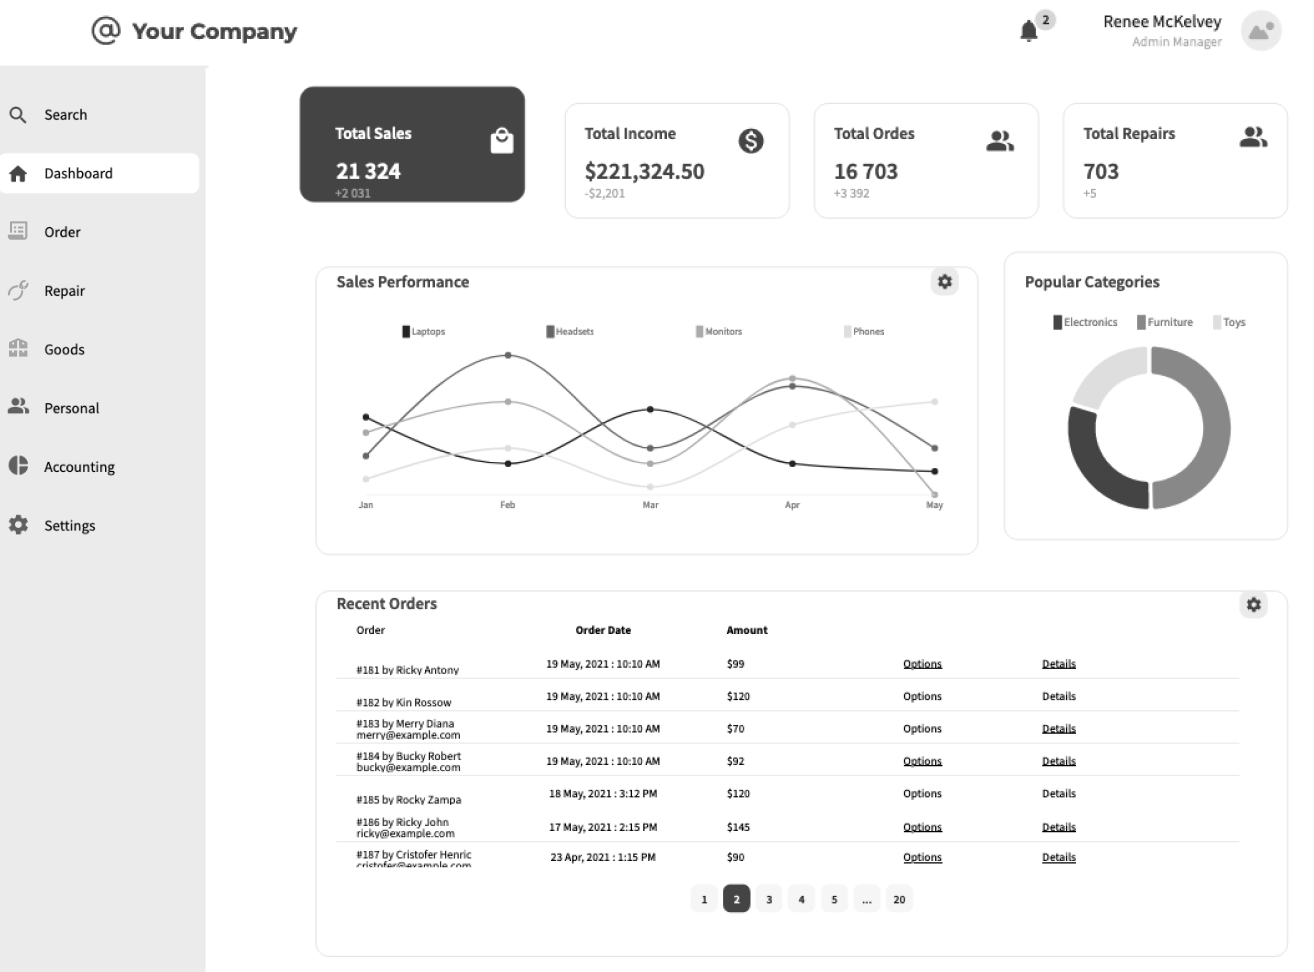 @ Your Company
2
Renee McKelvey
Admin Manager
Search
Dashboard
Order
Repair
Goods
Personal
Accounting
Settings
Total Sales
21 324
+2 031
Total Income
$221,324.50
-$2,201
Total Ordes
16 703
+3 392
Total Repairs
703
+5
Sales Performance
Laptops Headsets Monitors Phones
Jan Feb Mar Apr May
Popular Categories
Electronics Furniture Toys
Recent Orders
Order Order Date Amount
#181 by Ricky Antony 19 May, 2021 : 10:10 AM $99 Options Details
#182 by Kin Rossow 19 May, 2021 : 10:10 AM $120 Options Details
#183 by Merry Diana
merry@example.com 19 May, 2021 : 10:10 AM $70 Options Details
#184 by Bucky Robert
bucky@example.com 19 May, 2021 : 10:10 AM $92 Options Details
#185 by Rocky Zampa 18 May, 2021 : 3:12 PM $120 Options Details
#186 by Ricky John
ricky@example.com 17 May, 2021 : 2:15 PM $145 Options Details
#187 by Cristofer Henric
cristofer@example.com 23 Apr, 2021 : 1:15 PM $90 Options Details
1 2 3 4 5 ... 20